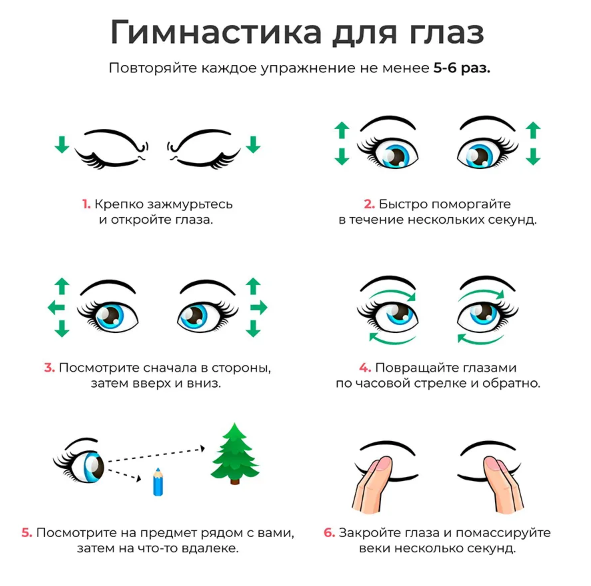 Гимнастика для глаз
Повторяйте каждое упражнение не менее 5-6 раз.
1. Крепко зажмурьтесь
и откройте глаза.
2. Быстро поморгайте
в течение нескольких секунд.
3. Посмотрите сначала в стороны,
затем вверх и вниз.
4. Повращайте глазами
по часовой стрелке и обратно.
5. Посмотрите на предмет рядом с вами,
затем на что-то вдалеке.
6. Закройте глаза и помассируйте
веки несколько секунд.